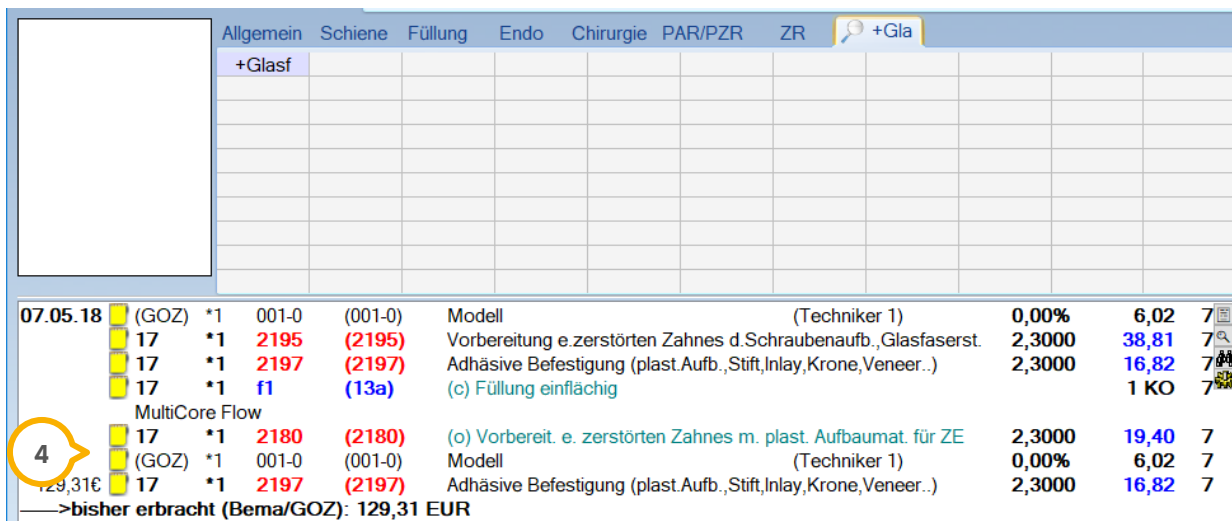 Allgemein Schiene Füllung Endo Chirurgie PAR/PZR ZR +Gla
+Glasf
07.05.18 (GOZ) *1 001-0 (001-0) Modell (Techniker 1) 0,00% 6,02 7
17 *1 2195 (2195) Vorbereitung e.zerstörten Zahnes d.Schraubenaufb.,Glasfaserst. 2,3000 38,81 7
17 *1 2197 (2197) Adhäsive Befestigung (plast.Aufb.,Stift,Inlay,Krone,Veneer..) 2,3000 16,82 7
17 *1 f1 (13a) (c) Füllung einflächig 1 KO 7
MultiCore Flow
17 *1 2180 (2180) (o) Vorbereit. e. zerstörten Zahnes m. plast. Aufbaumat. für ZE 2,3000 19,40 7
4 (GOZ) *1 001-0 (001-0) Modell (Techniker 1) 0,00% 6,02 7
129,31€ 17 *1 2197 (2197) Adhäsive Befestigung (plast.Aufb.,Stift,Inlay,Krone,Veneer..) 2,3000 16,82 7
——>bisher erbracht (Bema/GOZ): 129,31 EUR